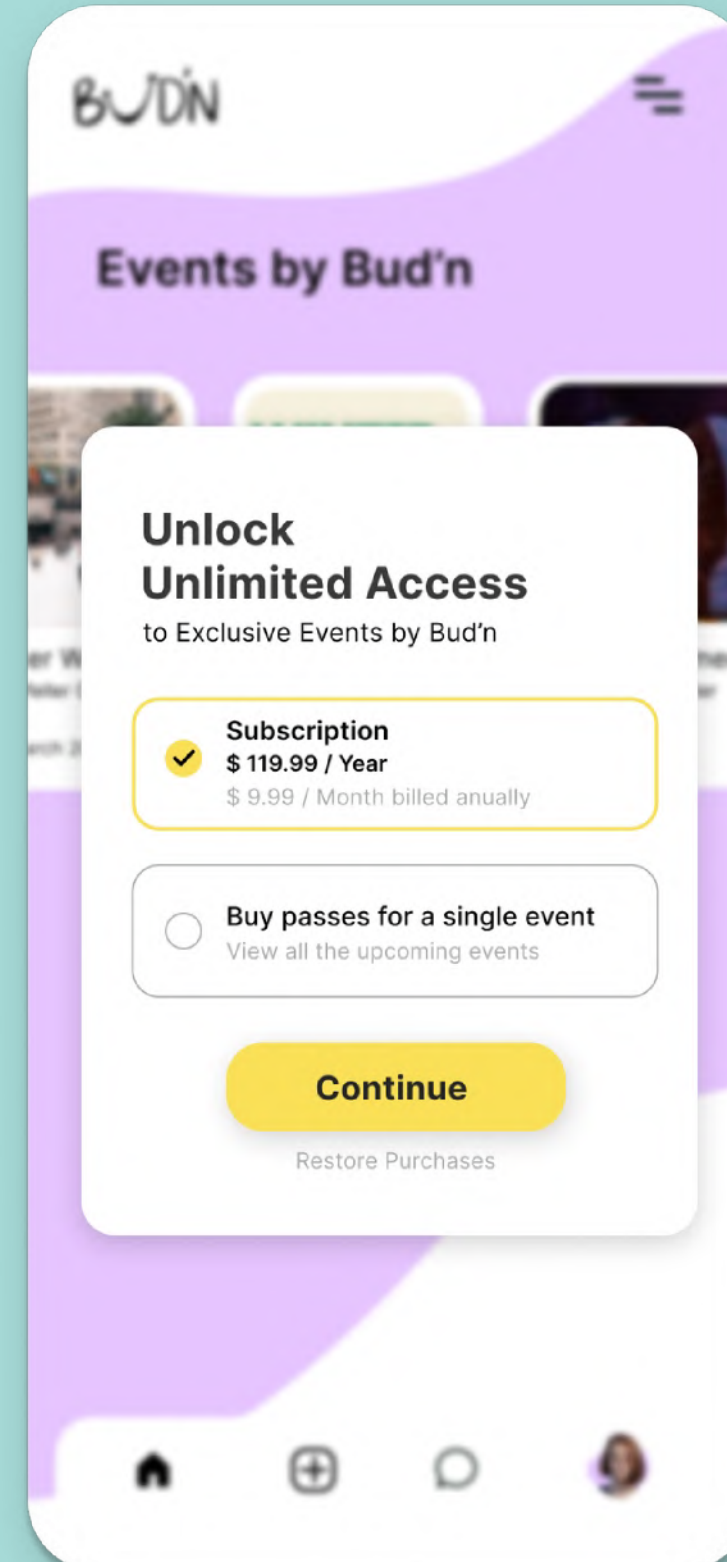 BUD'N
Events by Bud'n
Unlock
Unlimited Access
to Exclusive Events by Bud'n
Subscription
$ 119.99 / Year
$ 9.99 / Month billed anually
Buy passes for a single event
View all the upcoming events
Continue
Restore Purchases